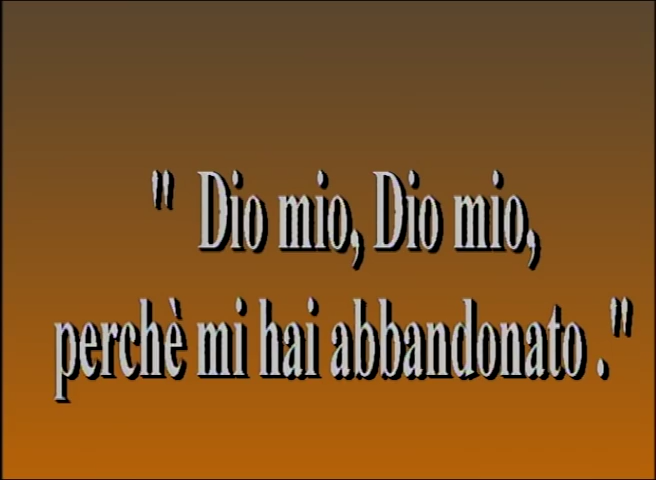 " Dio mio, Dio mio,
perchè mi hai abbandonato ."